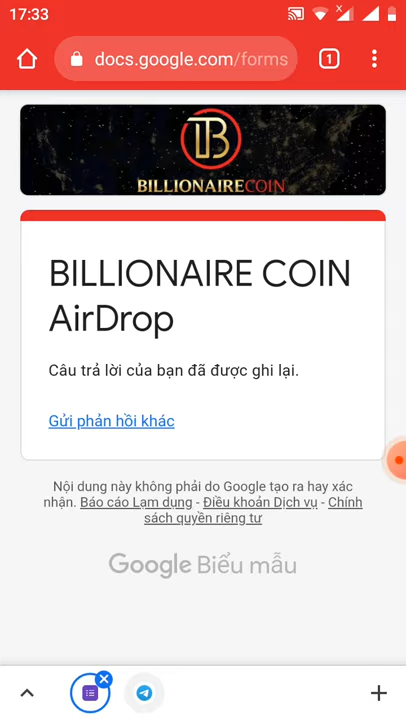 17:33
docs.google.com/forms
1
BILLIONAIRECOIN
BILLIONAIRE COIN
AirDrop
Câu trả lời của bạn đã được ghi lại.
Gửi phản hồi khác
Nội dung này không phải do Google tạo ra hay xác
nhận. Báo cáo Lạm dụng - Điều khoản Dịch vụ - Chính
sách quyền riêng tư
Google Biểu mẫu